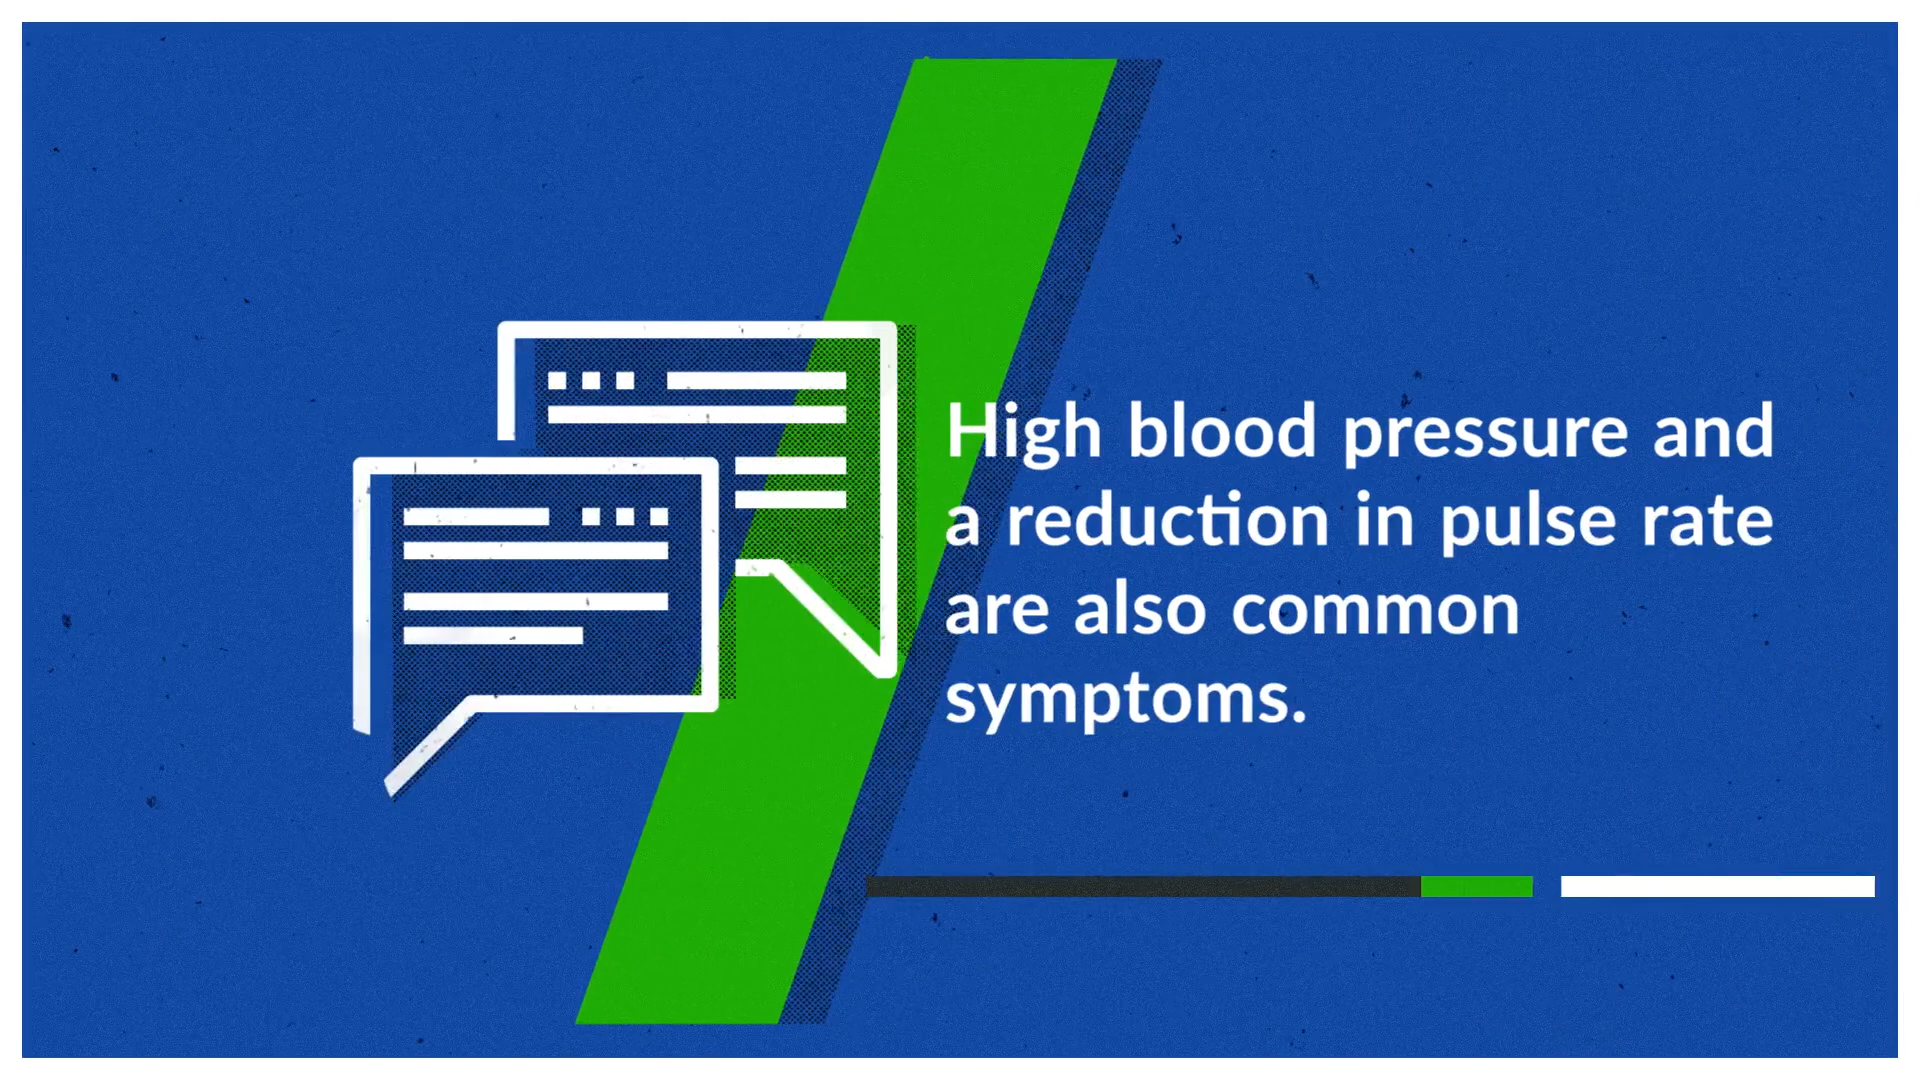 High blood pressure and
a reduction in pulse rate
are also common
symptoms.